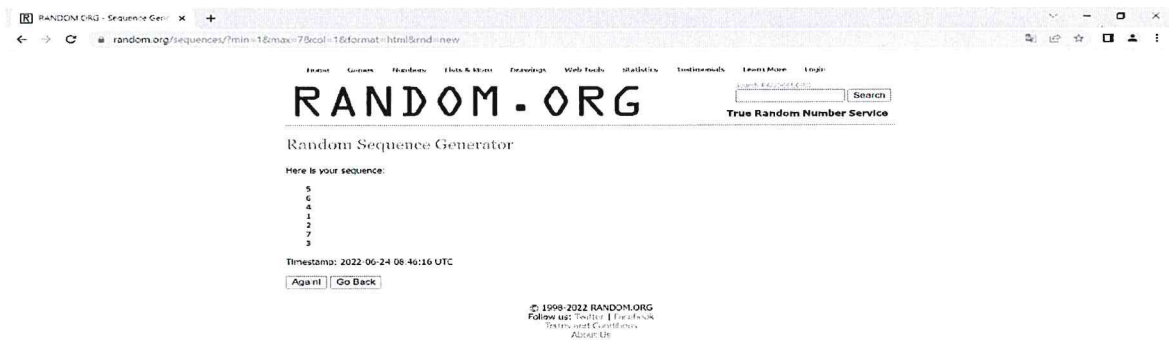 RANDOM.ORG - Sequence Gene
random.org/sequences/?min=1&max=7&col=1&format=html&rnd=new
Home Games Numbers Lists & More Drawings Web Tools Statistics Testimonials Learn More Login
RANDOM.ORG
Search
True Random Number Service
Random Sequence Generator
Here is your sequence:
5
6
4
1
2
7
3
Timestamp: 2022-06-24 08:46:16 UTC
Again! Go Back
© 1998-2022 RANDOM.ORG
Follow us: Twitter | Facebook
Terms and Conditions
About Us